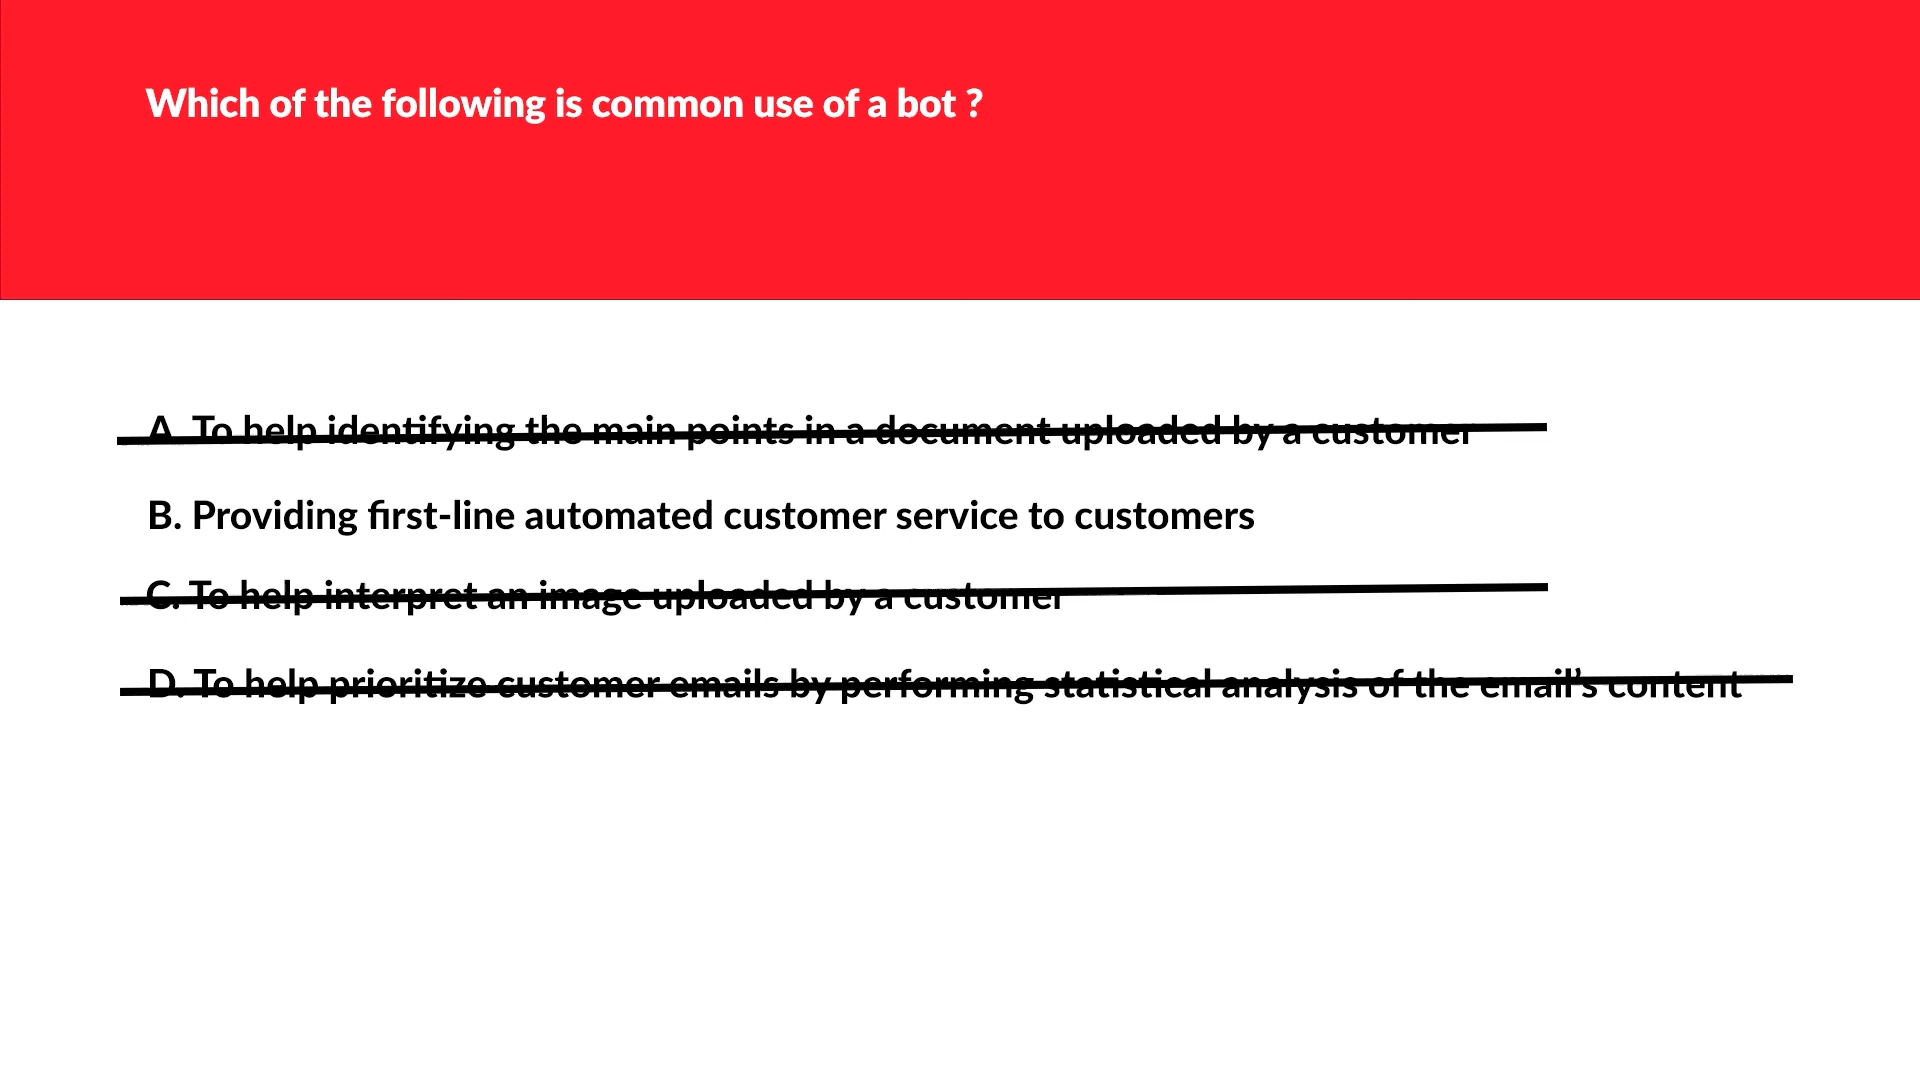 Which of the following is common use of a bot ?
A. To help identifying the main points in a document uploaded by a customer
B. Providing first-line automated customer service to customers
C. To help interpret an image uploaded by a customer
D. To help prioritize customer emails by performing statistical analysis of the email’s content